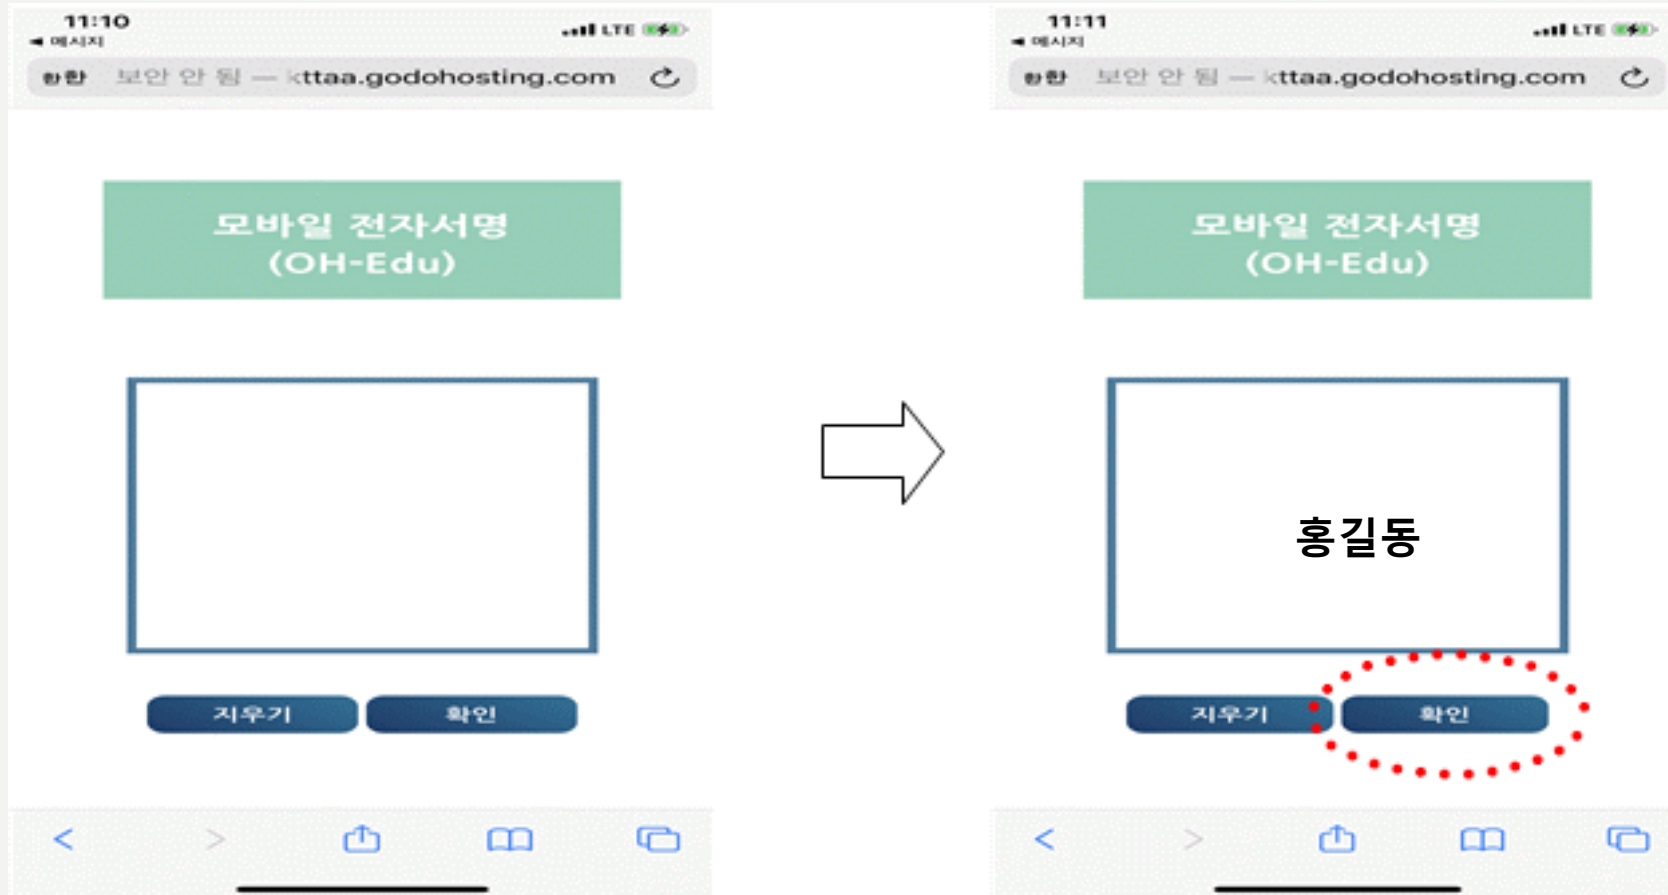 11:10
LTE
◀ 메시지
보안 안 됨 — kttaa.godohosting.com
모바일 전자서명
(OH-Edu)
지우기
확인
11:11
LTE
◀ 메시지
보안 안 됨 — kttaa.godohosting.com
모바일 전자서명
(OH-Edu)
홍길동
지우기
확인